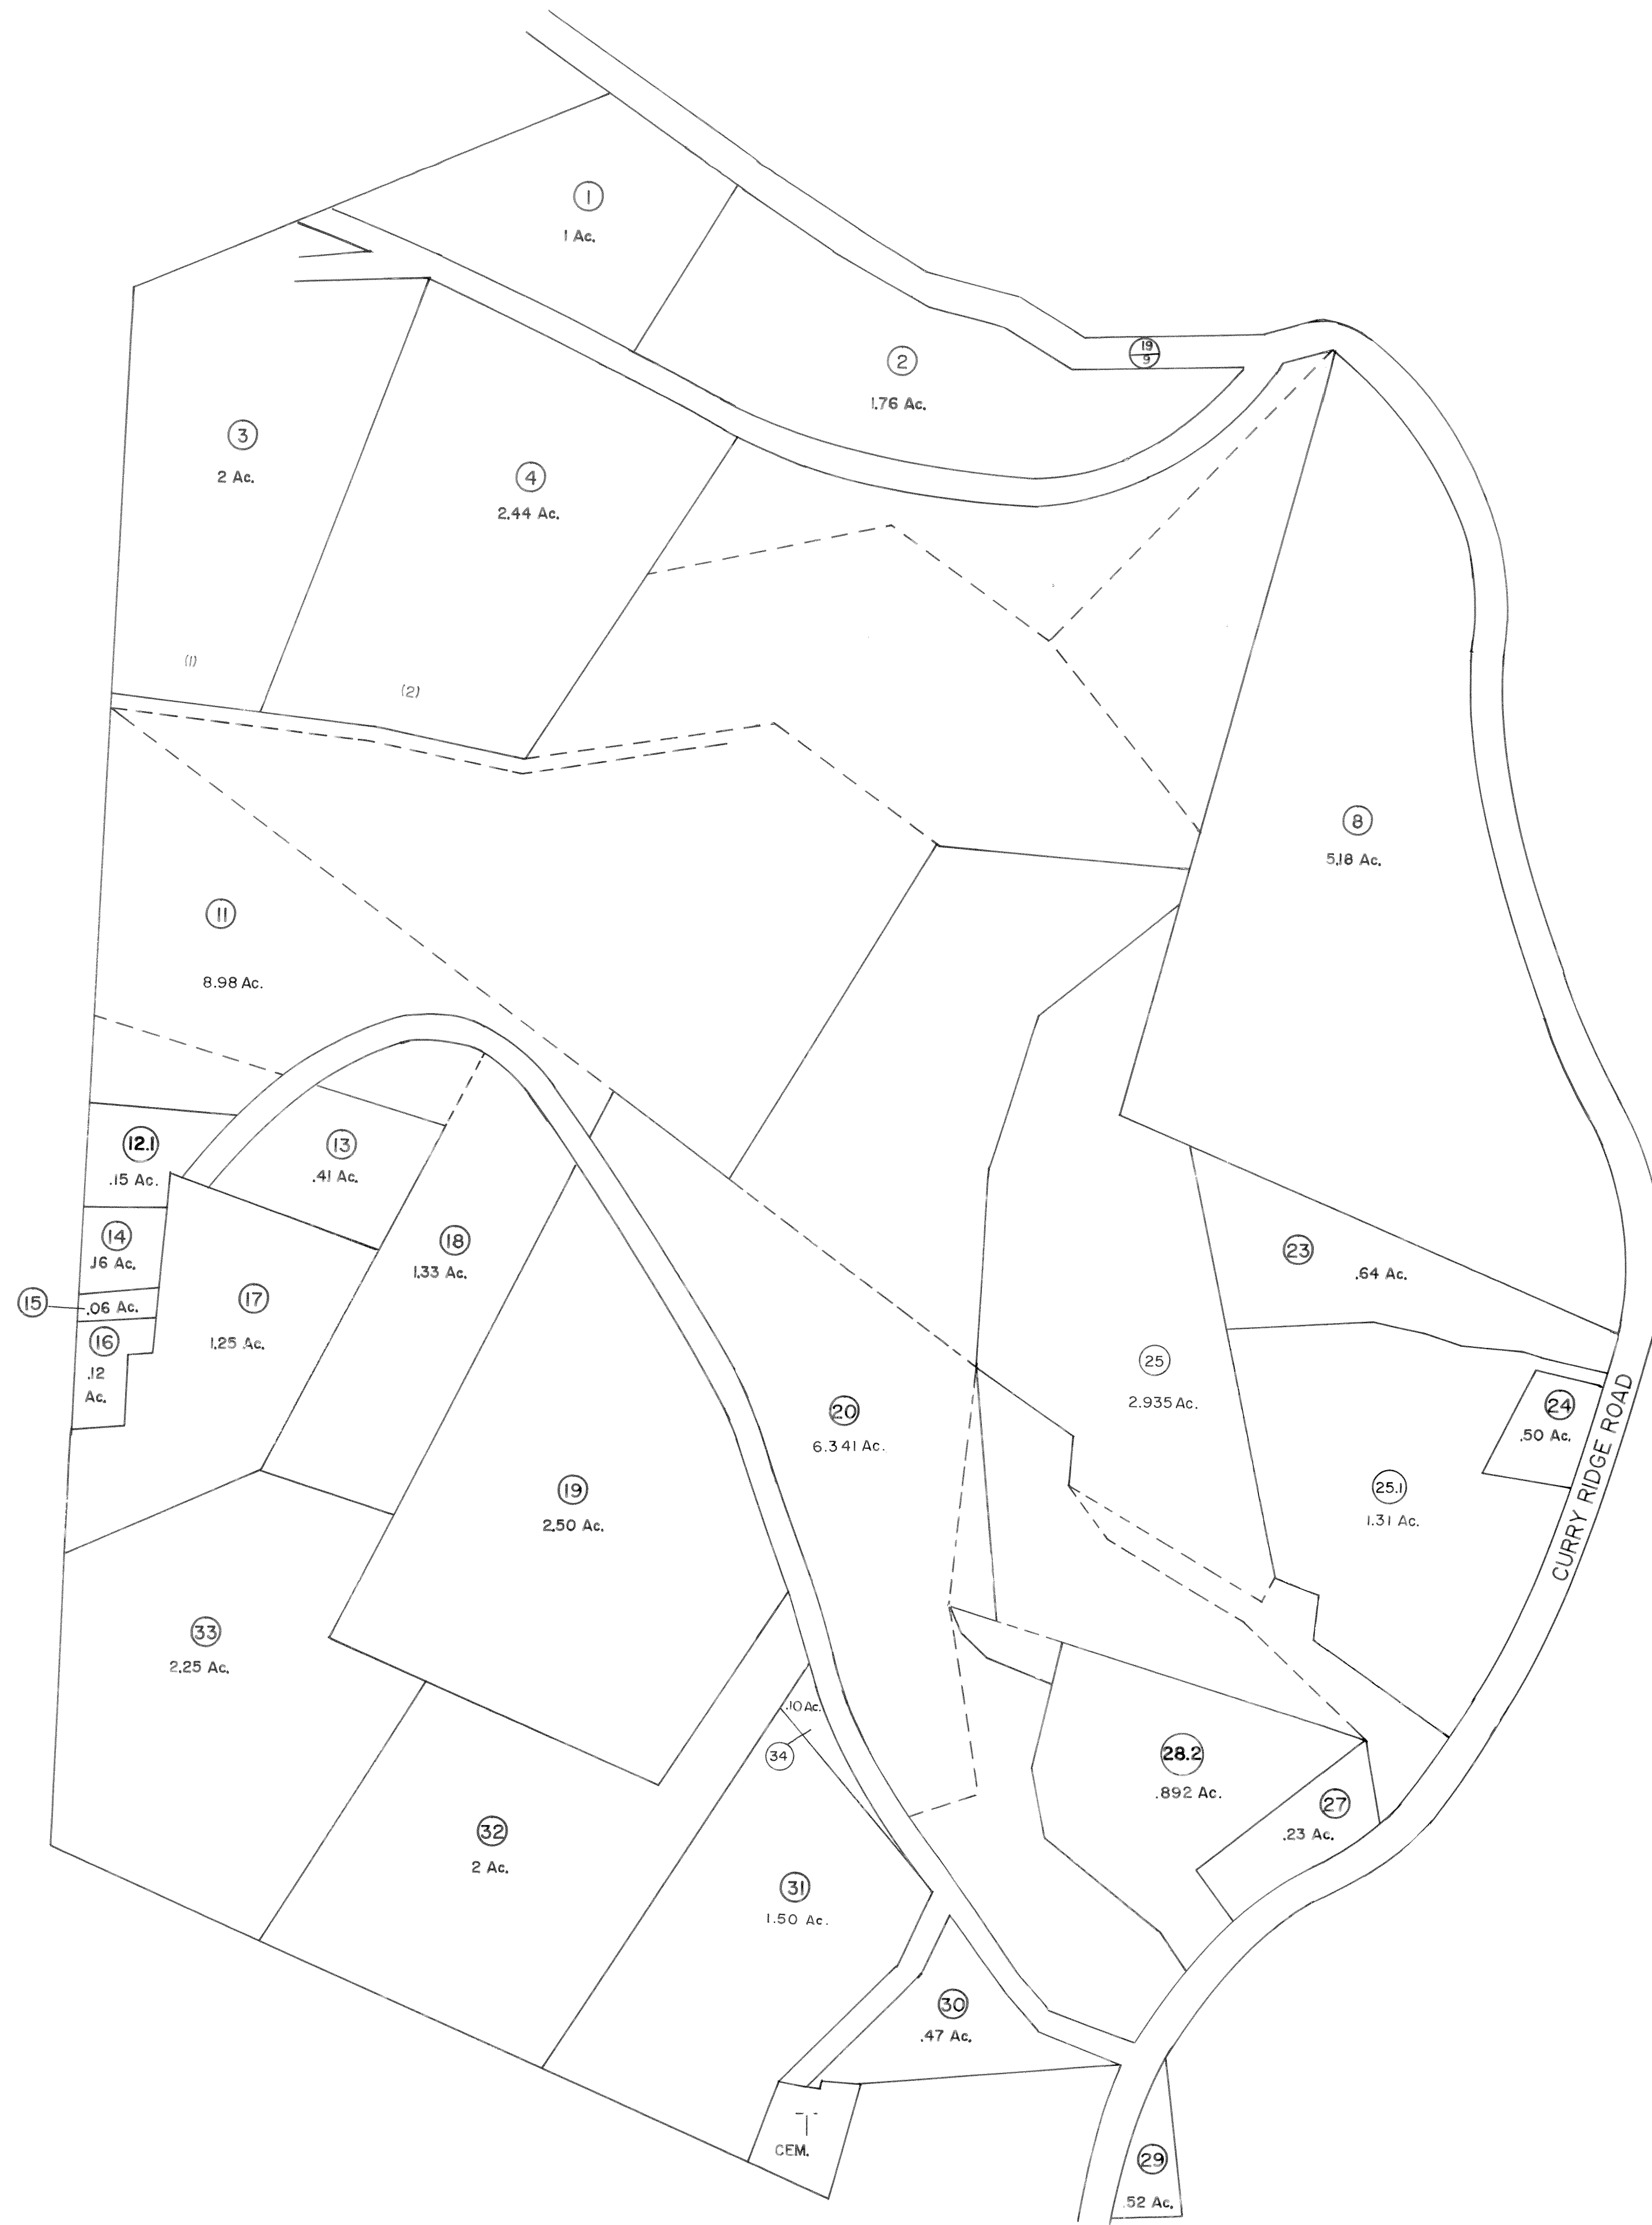 1
1 Ac.
19
9
2
1.76 Ac.
3
2 Ac.
4
2.44 Ac.
(1)
(2)
8
5.18 Ac.
11
8.98 Ac.
12.1
.15 Ac.
13
.41 Ac.
14
.16 Ac.
18
1.33 Ac.
23
.64 Ac.
15
.06 Ac.
17
1.25 Ac.
16
.12
Ac.
25
2.935 Ac.
20
6.341 Ac.
24
.50 Ac.
CURRY RIDGE ROAD
19
2.50 Ac.
25.1
1.31 Ac.
33
2.25 Ac.
.10 Ac.
34
28.2
.892 Ac.
27
.23 Ac.
32
2 Ac.
31
1.50 Ac.
30
.47 Ac.
CEM.
29
.52 Ac.